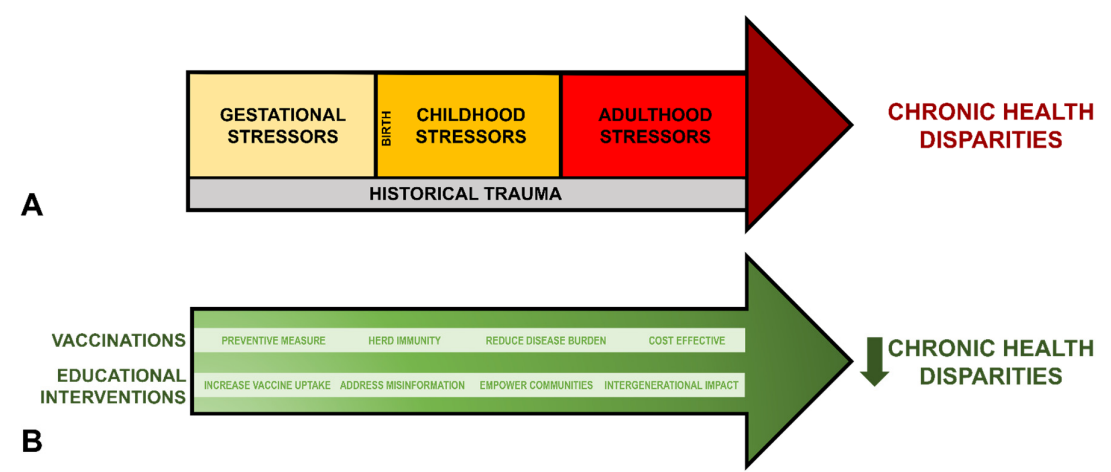 GESTATIONAL
STRESSORS
BIRTH
CHILDHOOD
STRESSORS
ADULTHOOD
STRESSORS
CHRONIC HEALTH
DISPARITIES
HISTORICAL TRAUMA
A
VACCINATIONS
PREVENTIVE MEASURE
HERD IMMUNITY
REDUCE DISEASE BURDEN
COST EFFECTIVE
EDUCATIONAL
INTERVENTIONS
INCREASE VACCINE UPTAKE
ADDRESS MISINFORMATION
EMPOWER COMMUNITIES
INTERGENERATIONAL IMPACT
CHRONIC HEALTH
DISPARITIES
B